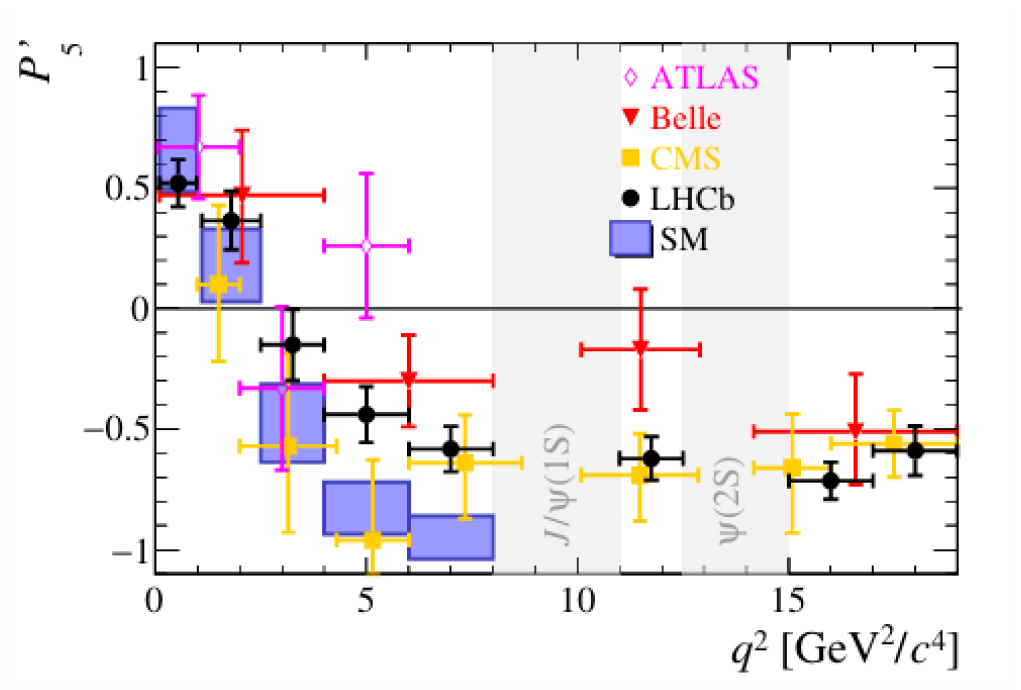 P′5
1
0.5
0
−0.5
−1
ATLAS
Belle
CMS
LHCb
SM
J/ψ(1S)
ψ(2S)
0 5 10 15
q² [GeV²/c⁴]